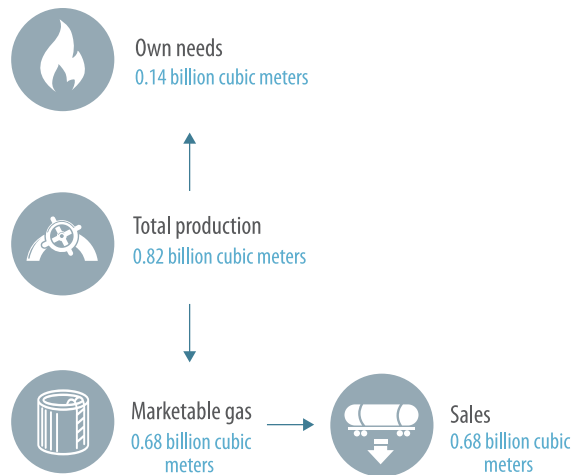 Own needs
0.14 billion cubic meters
Total production
0.82 billion cubic meters
Marketable gas
0.68 billion cubic
meters
Sales
0.68 billion cubic
meters